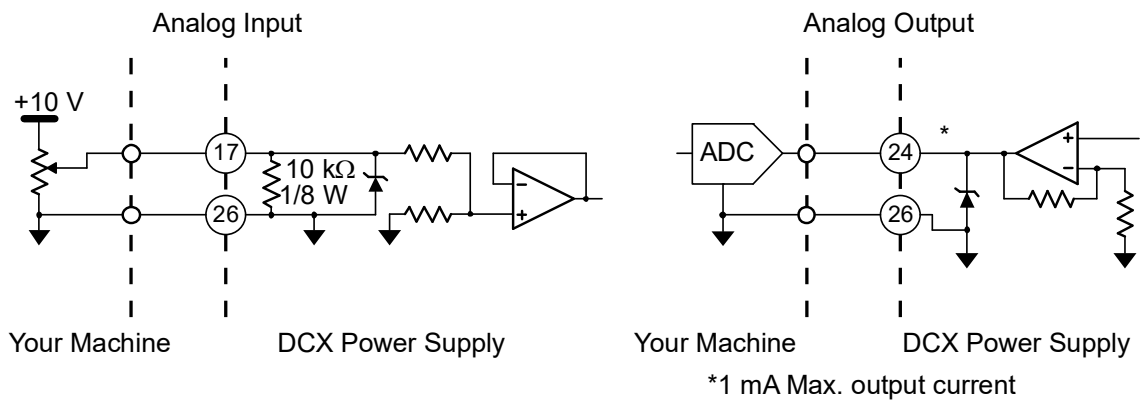 Analog Input
Analog Output
+10 V
17
10 kΩ
1/8 W
26
−
+
ADC
24
*
26
+
−
Your Machine
DCX Power Supply
Your Machine
DCX Power Supply
*1 mA Max. output current